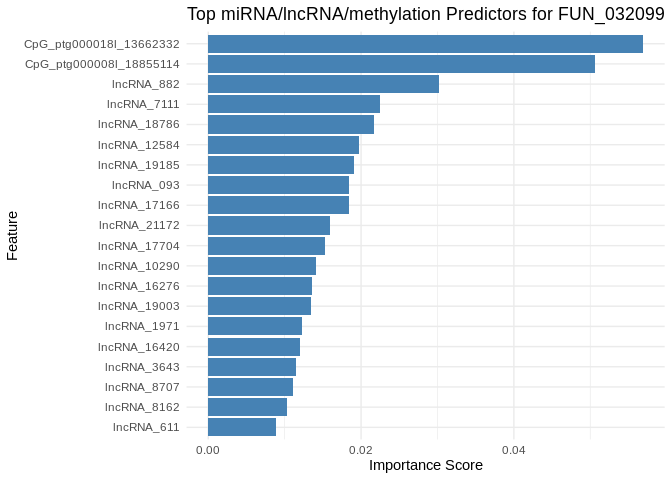 Top miRNA/lncRNA/methylation Predictors for FUN_032099
CpG_ptg000018l_13662332
CpG_ptg000008l_18855114
lncRNA_882
lncRNA_7111
lncRNA_18786
lncRNA_12584
lncRNA_19185
lncRNA_093
lncRNA_17166
lncRNA_21172
lncRNA_17704
lncRNA_10290
lncRNA_16276
lncRNA_19003
lncRNA_1971
lncRNA_16420
lncRNA_3643
lncRNA_8707
lncRNA_8162
lncRNA_611
Feature
0.00 0.02 0.04
Importance Score